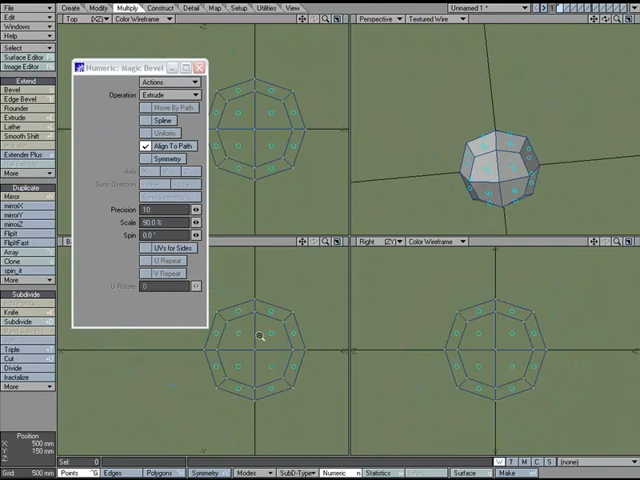 File
Create Modify Multiply Construct Detail Map Setup Utilities View
Unnamed 1 *
Edit
Top (XZ) Color Wireframe
Perspective Textured Wire
Windows
Help
Select
Surface Editor
Image Editor
Extend
Bevel
Edge Bevel
Rounder
Extrude
Lathe
Smooth Shift
Extender Plus
More
Duplicate
Mirror
mirrorX
mirrorY
mirrorZ
FlipIt
FlipItFast
Array
Clone
spin_it
More
Subdivide
Knife
Subdivide
Triple
Cut
Divide
fractalize
More
Numeric: Magic Bevel
Actions
Operation Extrude
Move By Path
Spline
Uniform
Align To Path
Symmetry
Axis X Y Z
Sync Direction
Precision 10
Scale 90.0 %
Spin 0.0 °
UVs for Sides
U Repeat
V Repeat
U Rotate 0
Color Wireframe
Right (ZY) Color Wireframe
Position
X: 500 mm
Y: 150 mm
Z:
Grid: 500 mm
Sel: 0
W T M C S (none)
Points ^G Edges Polygons Symmetry Modes SubD-Type Numeric n Statistics Surface Make